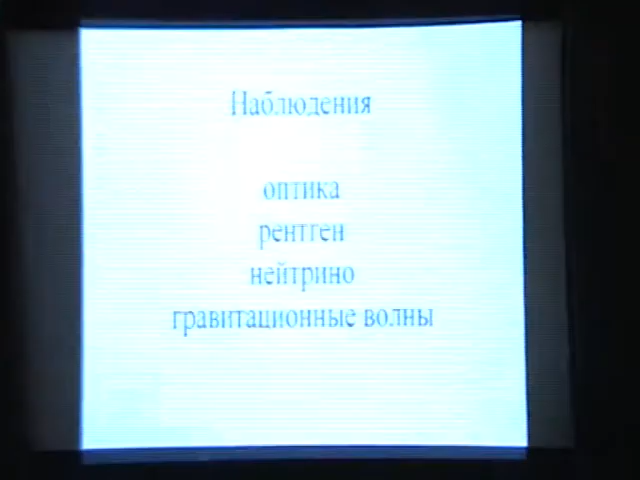 Наблюдения
оптика
рентген
нейтрино
гравитационные волны